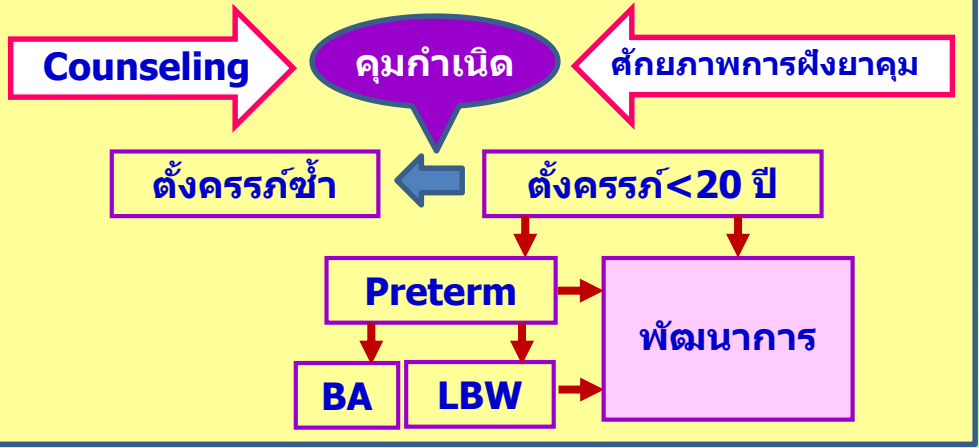 Counseling
คุมกำเนิด
ศักยภาพการฝังยาคุม
ตั้งครรภ์ซ้ำ
ตั้งครรภ์<20 ปี
Preterm
พัฒนาการ
BA
LBW